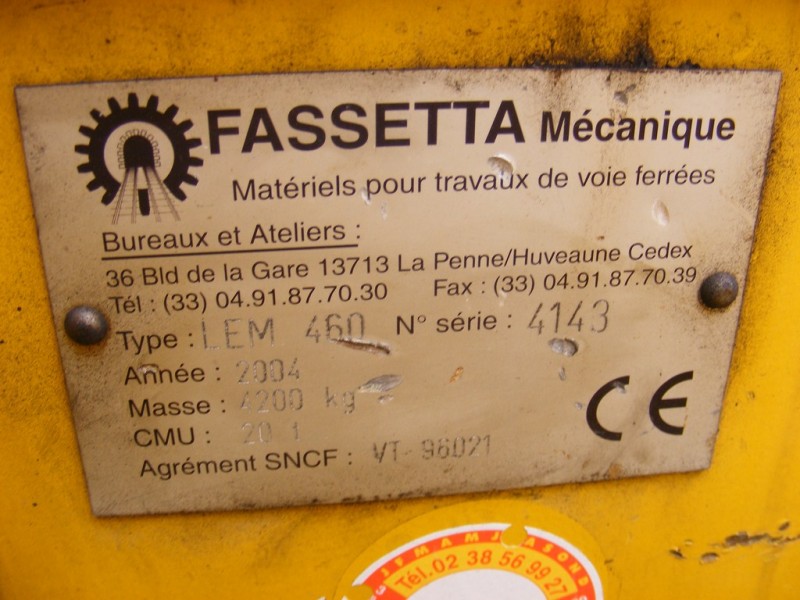 FASSETTA Mécanique
Matériels pour travaux de voie ferrées
Bureaux et Ateliers :
36 Bld de la Gare 13713 La Penne/Huveaune Cedex
Tél : (33) 04.91.87.70.30 Fax : (33) 04.91.87.70.39
Type : LEM 460 N° série : 4143
Année : 2004
Masse : 4200 kg
CMU : 20
Agrément SNCF : VT-96021
CE
J F M A M J J A S O N D
Tél. 02 38 56 99 27